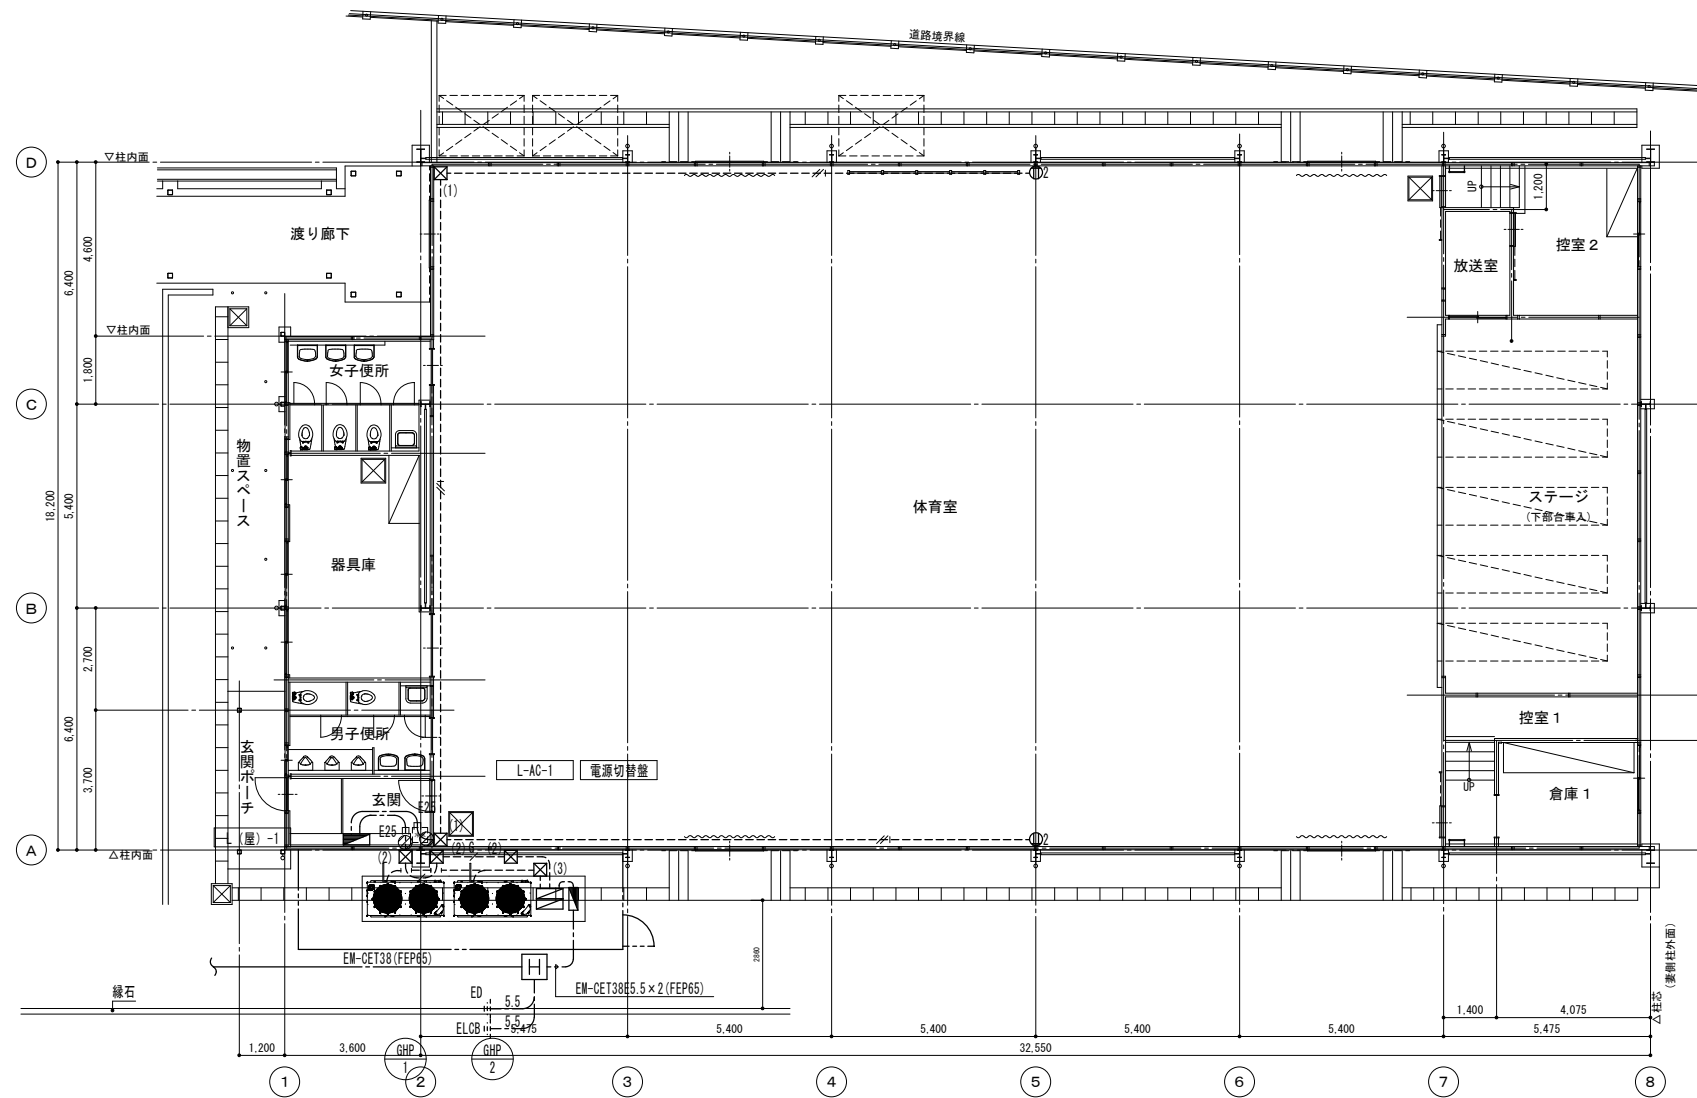 道路境界線
D
▽柱内面
(1)
2
UP
1,200
渡り廊下
控室2
放送室
4,600
6,400
▽柱内面
1,800
女子便所
C
物置スペース
18,200
5,400
体育室
ステージ
(下部台車入)
器具庫
B
2,700
6,400
控室1
男子便所
玄関ポーチ
3,700
L-AC-1
電源切替盤
玄関
倉庫1
UP
E25
E25
L(屋)-1
(1)
2
A
△柱内面
(2)
(2)
G
(2)
(3)
EM-CET38(FEP65)
H
2860
(妻側柱外面)
△柱芯
縁石
ED
5.5
EM-CET38E5.5×2(FEP65)
ELCB
5.5
1,400
4,075
5,475
5,400
5,400
5,400
5,400
5,475
1,200
3,600
32,550
GHP
1
GHP
2
1
2
3
4
5
6
7
8